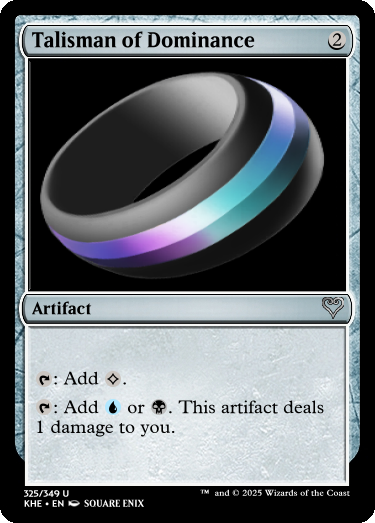 Talisman of Dominance 2
Artifact
: Add .
: Add or . This artifact deals
1 damage to you.
325/349 U
KHE • EN SQUARE ENIX
™ and © 2025 Wizards of the Coast